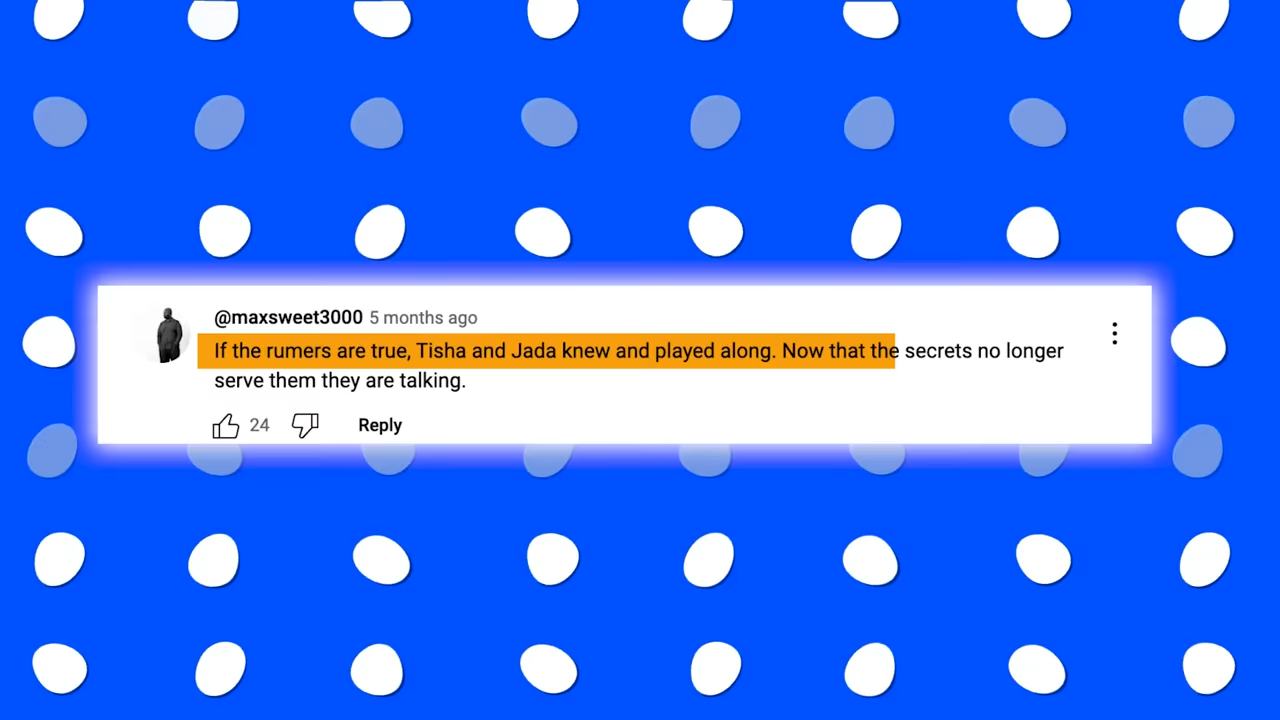 @maxsweet3000 5 months ago
If the rumers are true, Tisha and Jada knew and played along. Now that the secrets no longer
serve them they are talking.
24 Reply